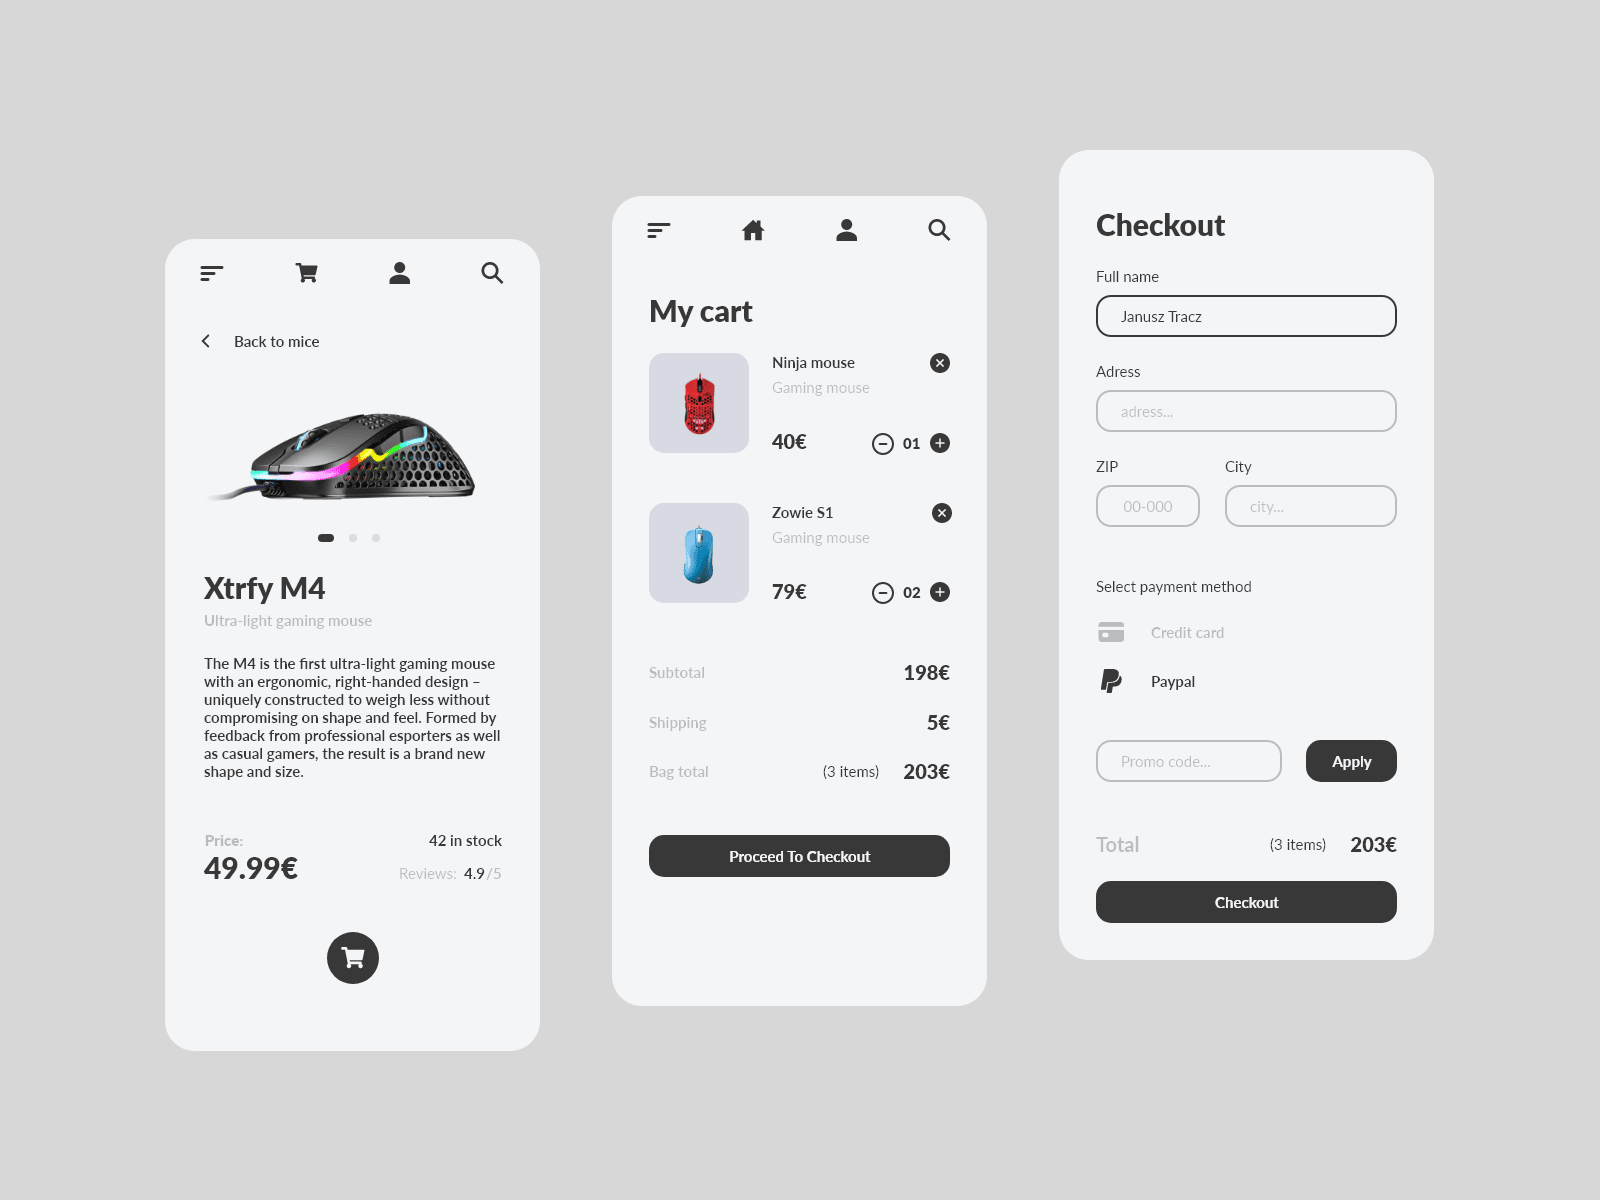 Back to mice
Xtrfy M4
Ultra-light gaming mouse
The M4 is the first ultra-light gaming mouse
with an ergonomic, right-handed design –
uniquely constructed to weigh less without
compromising on shape and feel. Formed by
feedback from professional esporters as well
as casual gamers, the result is a brand new
shape and size.
Price:
42 in stock
49.99€
Reviews: 4.9/5
My cart
Ninja mouse
Gaming mouse
40€
01
Zowie S1
Gaming mouse
79€
02
Subtotal 198€
Shipping 5€
Bag total (3 items) 203€
Proceed To Checkout
Checkout
Full name
Janusz Tracz
Adress
adress...
ZIP City
00-000 city...
Select payment method
Credit card
Paypal
Promo code... Apply
Total (3 items) 203€
Checkout